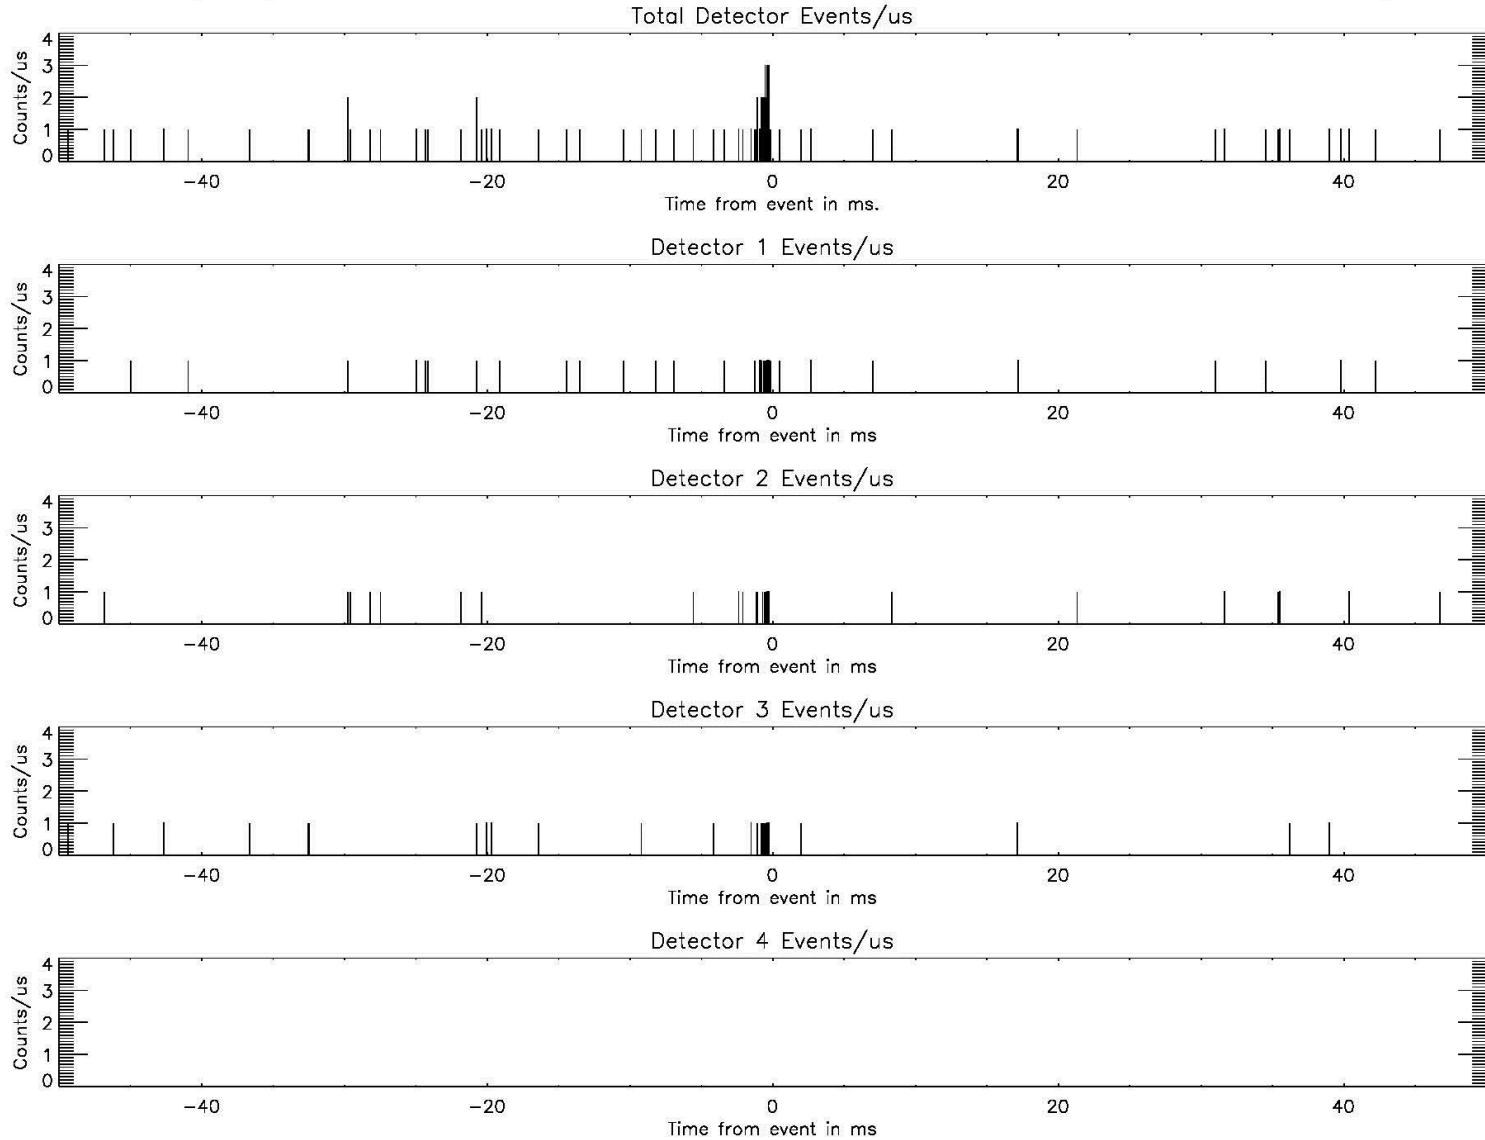 Total Detector Events/us
Counts/us
4
3
2
1
0
−40 −20 0 20 40
Time from event in ms.
Detector 1 Events/us
Counts/us
4
3
2
1
0
−40 −20 0 20 40
Time from event in ms
Detector 2 Events/us
Counts/us
4
3
2
1
0
−40 −20 0 20 40
Time from event in ms
Detector 3 Events/us
Counts/us
4
3
2
1
0
−40 −20 0 20 40
Time from event in ms
Detector 4 Events/us
Counts/us
4
3
2
1
0
−40 −20 0 20 40
Time from event in ms